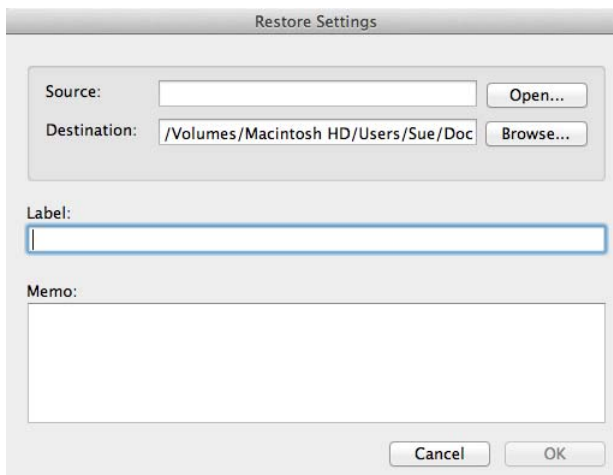 Restore Settings
Source:
Open...
Destination:
/Volumes/Macintosh HD/Users/Sue/Doc
Browse...
Label:
Memo:
Cancel
OK